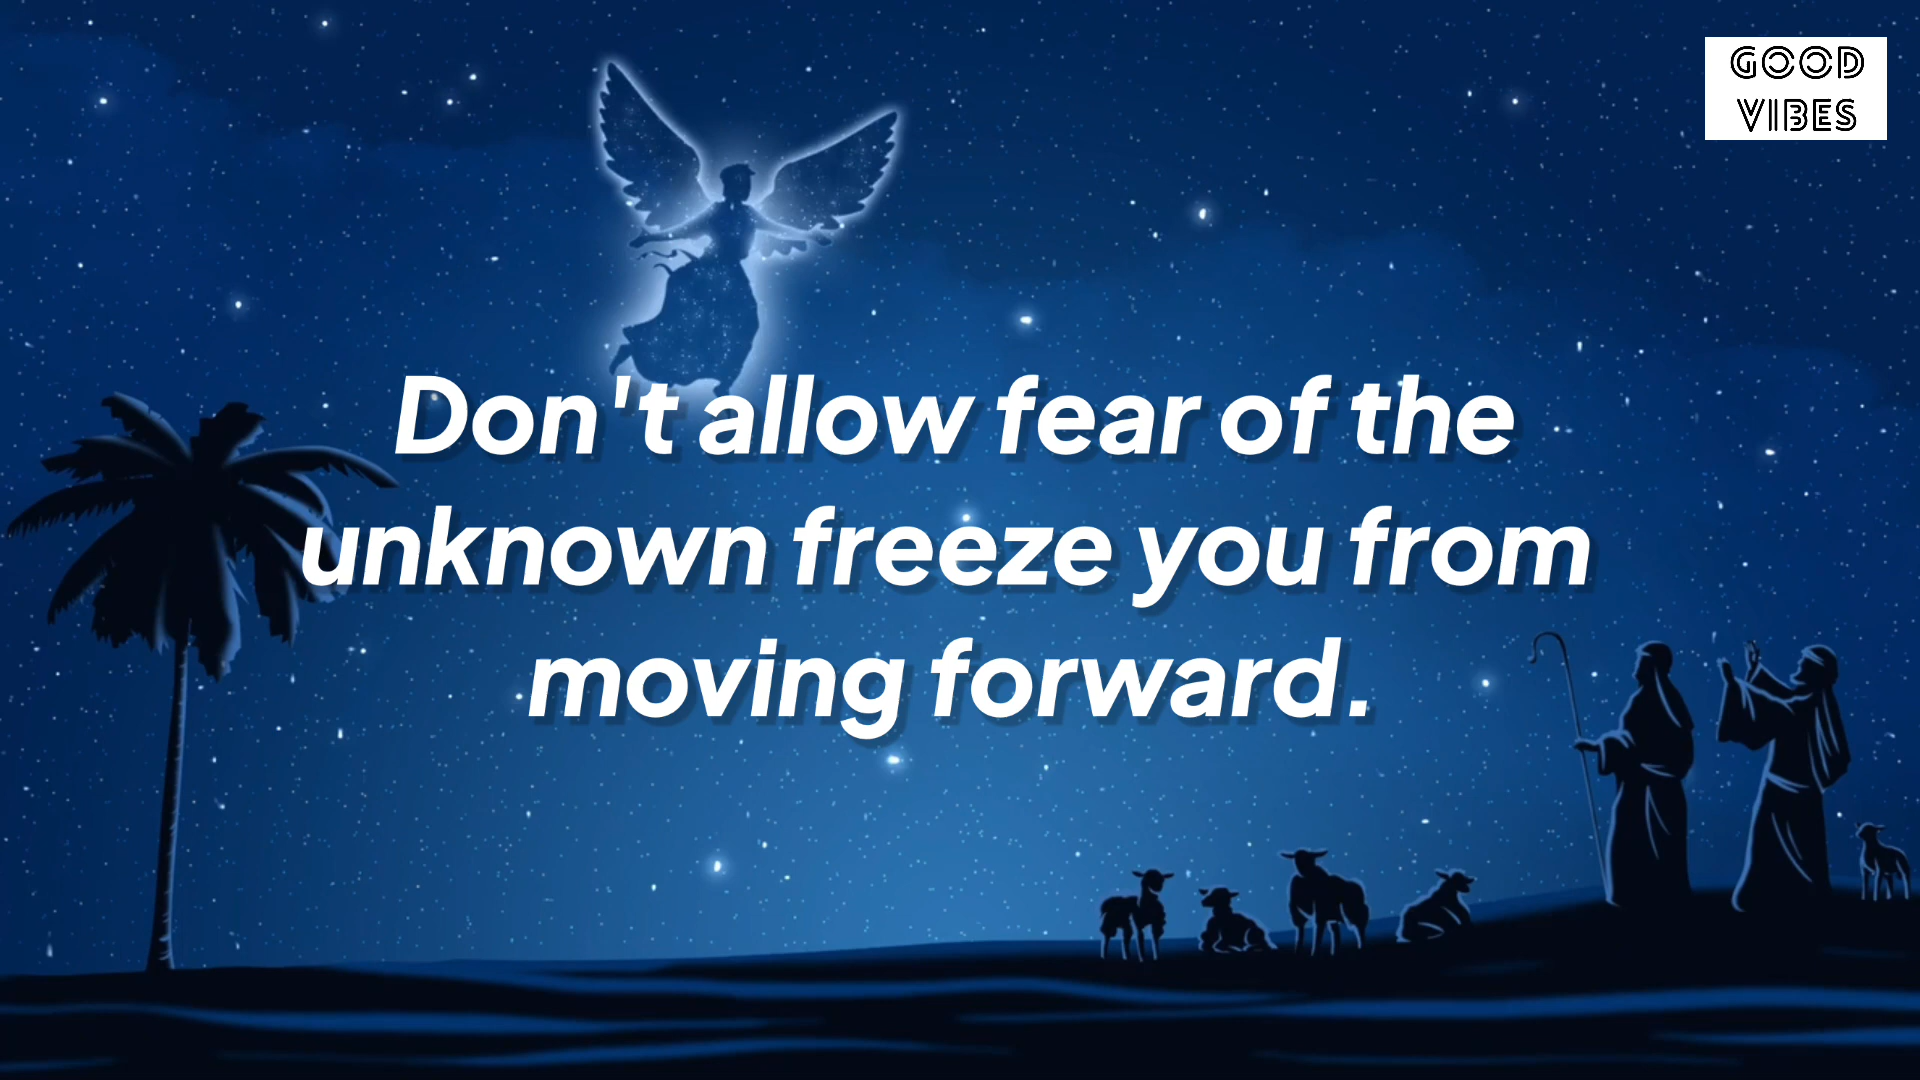 GOOD
VIBES
Don't allow fear of the
unknown freeze you from
moving forward.